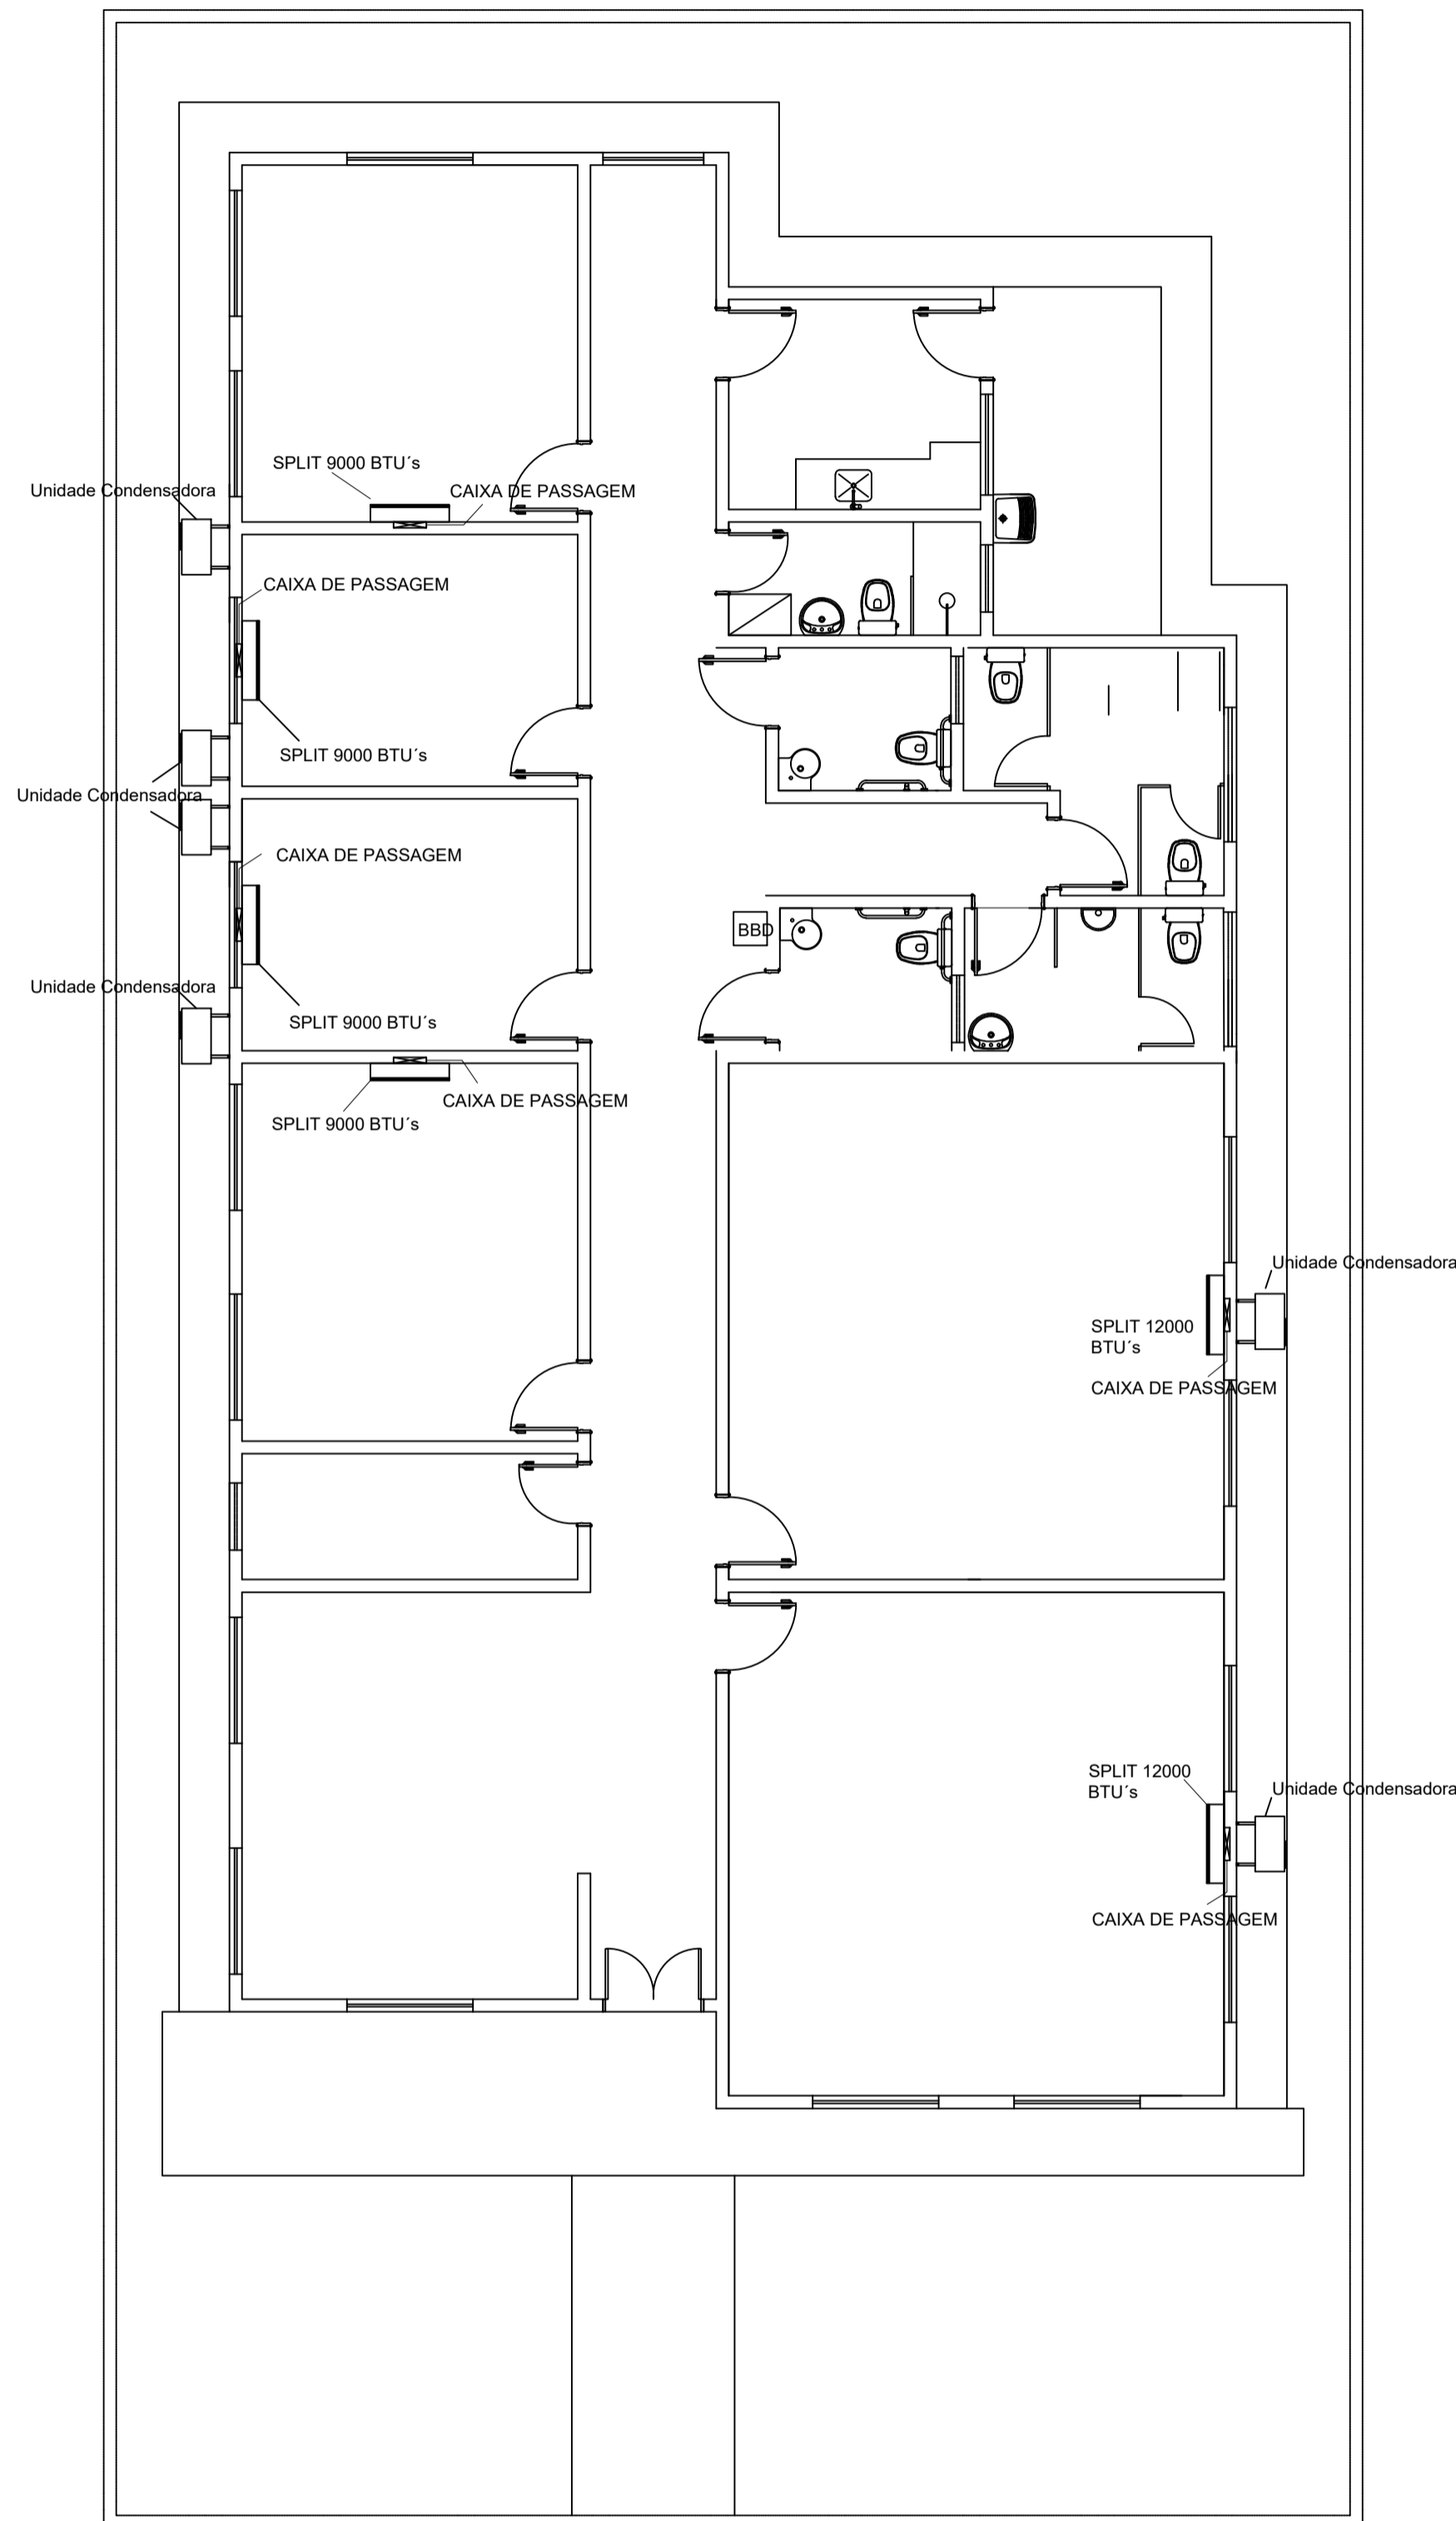 SPLIT 9000 BTU´s
Unidade Condensadora
CAIXA DE PASSAGEM
CAIXA DE PASSAGEM
SPLIT 9000 BTU´s
Unidade Condensadora
CAIXA DE PASSAGEM
BBD
Unidade Condensadora
SPLIT 9000 BTU´s
CAIXA DE PASSAGEM
SPLIT 9000 BTU´s
Unidade Condensadora
SPLIT 12000
BTU´s
CAIXA DE PASSAGEM
SPLIT 12000
BTU´s
Unidade Condensadora
CAIXA DE PASSAGEM